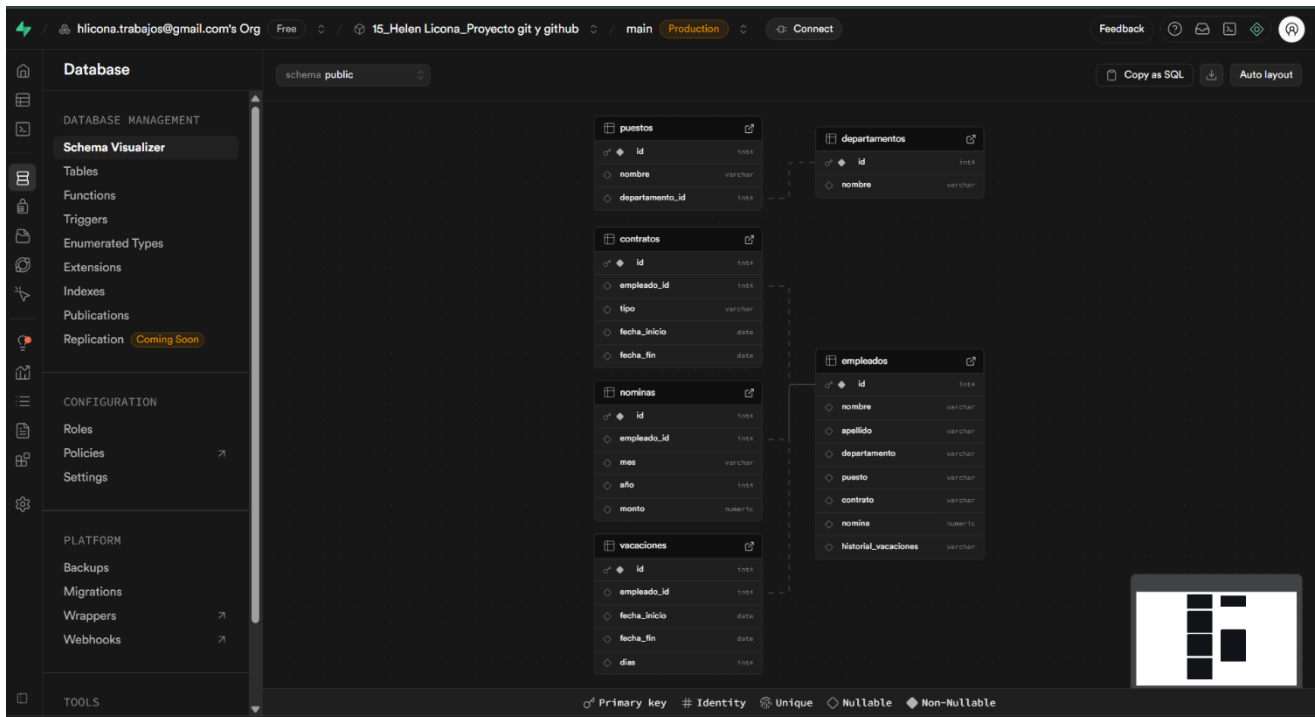 hlicona.trabajos@gmail.com's Org Free 15_Helen Licona_Proyecto git y github main Production Connect Feedback
Database
DATABASE MANAGEMENT
Schema Visualizer
Tables
Functions
Triggers
Enumerated Types
Extensions
Indexes
Publications
Replication Coming Soon
CONFIGURATION
Roles
Policies
Settings
PLATFORM
Backups
Migrations
Wrappers
Webhooks
TOOLS
schema public
Copy as SQL Auto layout
puestos
id int4
nombre varchar
departamento_id int4
departamentos
id int4
nombre varchar
contratos
id int4
empleado_id int4
tipo varchar
fecha_inicio date
fecha_fin date
nominas
id int4
empleado_id int4
mes varchar
año int4
monto numeric
empleados
id int4
nombre varchar
apellido varchar
departamento varchar
puesto varchar
contrato varchar
nomina numeric
historial_vacaciones varchar
vacaciones
id int4
empleado_id int4
fecha_inicio date
fecha_fin date
dias int4
Primary key # Identity Unique Nullable Non-Nullable